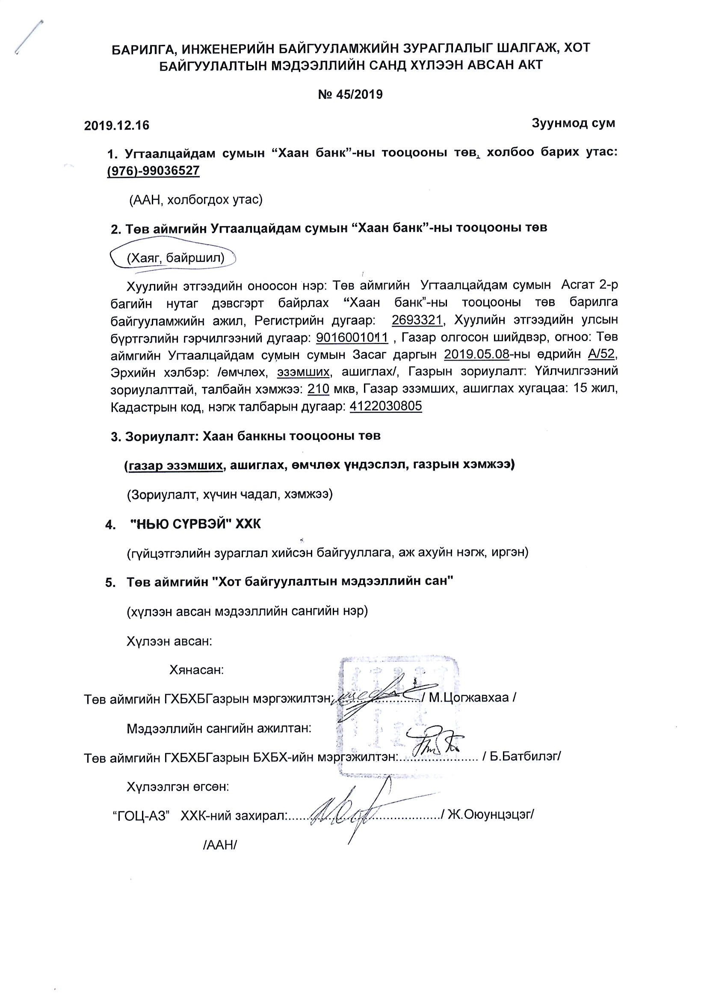 БАРИЛГА, ИНЖЕНЕРИЙН БАЙГУУЛАМЖИЙН ЗУРАГЛАЛЫГ ШАЛГАЖ, ХОТ
БАЙГУУЛАЛТЫН МЭДЭЭЛЛИЙН САНД ХҮЛЭЭН АВСАН АКТ
№ 45/2019
2019.12.16 Зуунмод сум
1. Угтаалцайдам сумын “Хаан банк”-ны тооцооны төв, холбоо барих утас:
(976)-99036527
(ААН, холбогдох утас)
2. Төв аймгийн Угтаалцайдам сумын “Хаан банк”-ны тооцооны төв
(Хаяг, байршил)
Хуулийн этгээдийн оноосон нэр: Төв аймгийн Угтаалцайдам сумын Асгат 2-р
багийн нутаг дэвсгэрт байрлах “Хаан банк”-ны тооцооны төв барилга
байгууламжийн ажил, Регистрийн дугаар: 2693321, Хуулийн этгээдийн улсын
бүртгэлийн гэрчилгээний дугаар: 9016001011 , Газар олгосон шийдвэр, огноо: Төв
аймгийн Угтаалцайдам сумын сумын Засаг даргын 2019.05.08-ны өдрийн А/52,
Эрхийн хэлбэр: /өмчлөх, эзэмших, ашиглах/, Газрын зориулалт: Үйлчилгээний
зориулалттай, талбайн хэмжээ: 210 мкв, Газар эзэмших, ашиглах хугацаа: 15 жил,
Кадастрын код, нэгж талбарын дугаар: 4122030805
3. Зориулалт: Хаан банкны тооцооны төв
(газар эзэмших, ашиглах, өмчлөх үндэслэл, газрын хэмжээ)
(Зориулалт, хүчин чадал, хэмжээ)
4. "НЬЮ СҮРВЭЙ" ХХК
(гүйцэтгэлийн зураглал хийсэн байгууллага, аж ахуйн нэгж, иргэн)
5. Төв аймгийн "Хот байгуулалтын мэдээллийн сан"
(хүлээн авсан мэдээллийн сангийн нэр)
Хүлээн авсан:
Хянасан:
Төв аймгийн ГХБХБГазрын мэргэжилтэн:......................../ М.Цогжавхаа /
Мэдээллийн сангийн ажилтан:
Төв аймгийн ГХБХБГазрын БХБХ-ийн мэргэжилтэн:...................... / Б.Батбилэг/
Хүлээлгэн өгсөн:
“ГОЦ-АЗ” ХХК-ний захирал:........................................../ Ж.Оюунцэцэг/
/ААН/